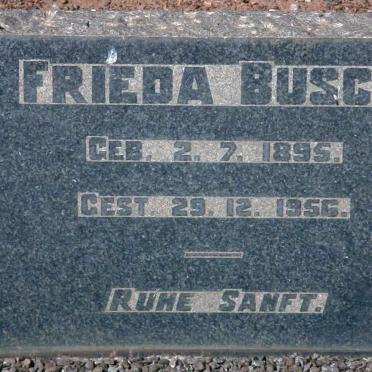 FRIEDA BUSC
GEB. 2. 7. 1895.
GEST. 29. 12. 1956.
RUHE SANFT.